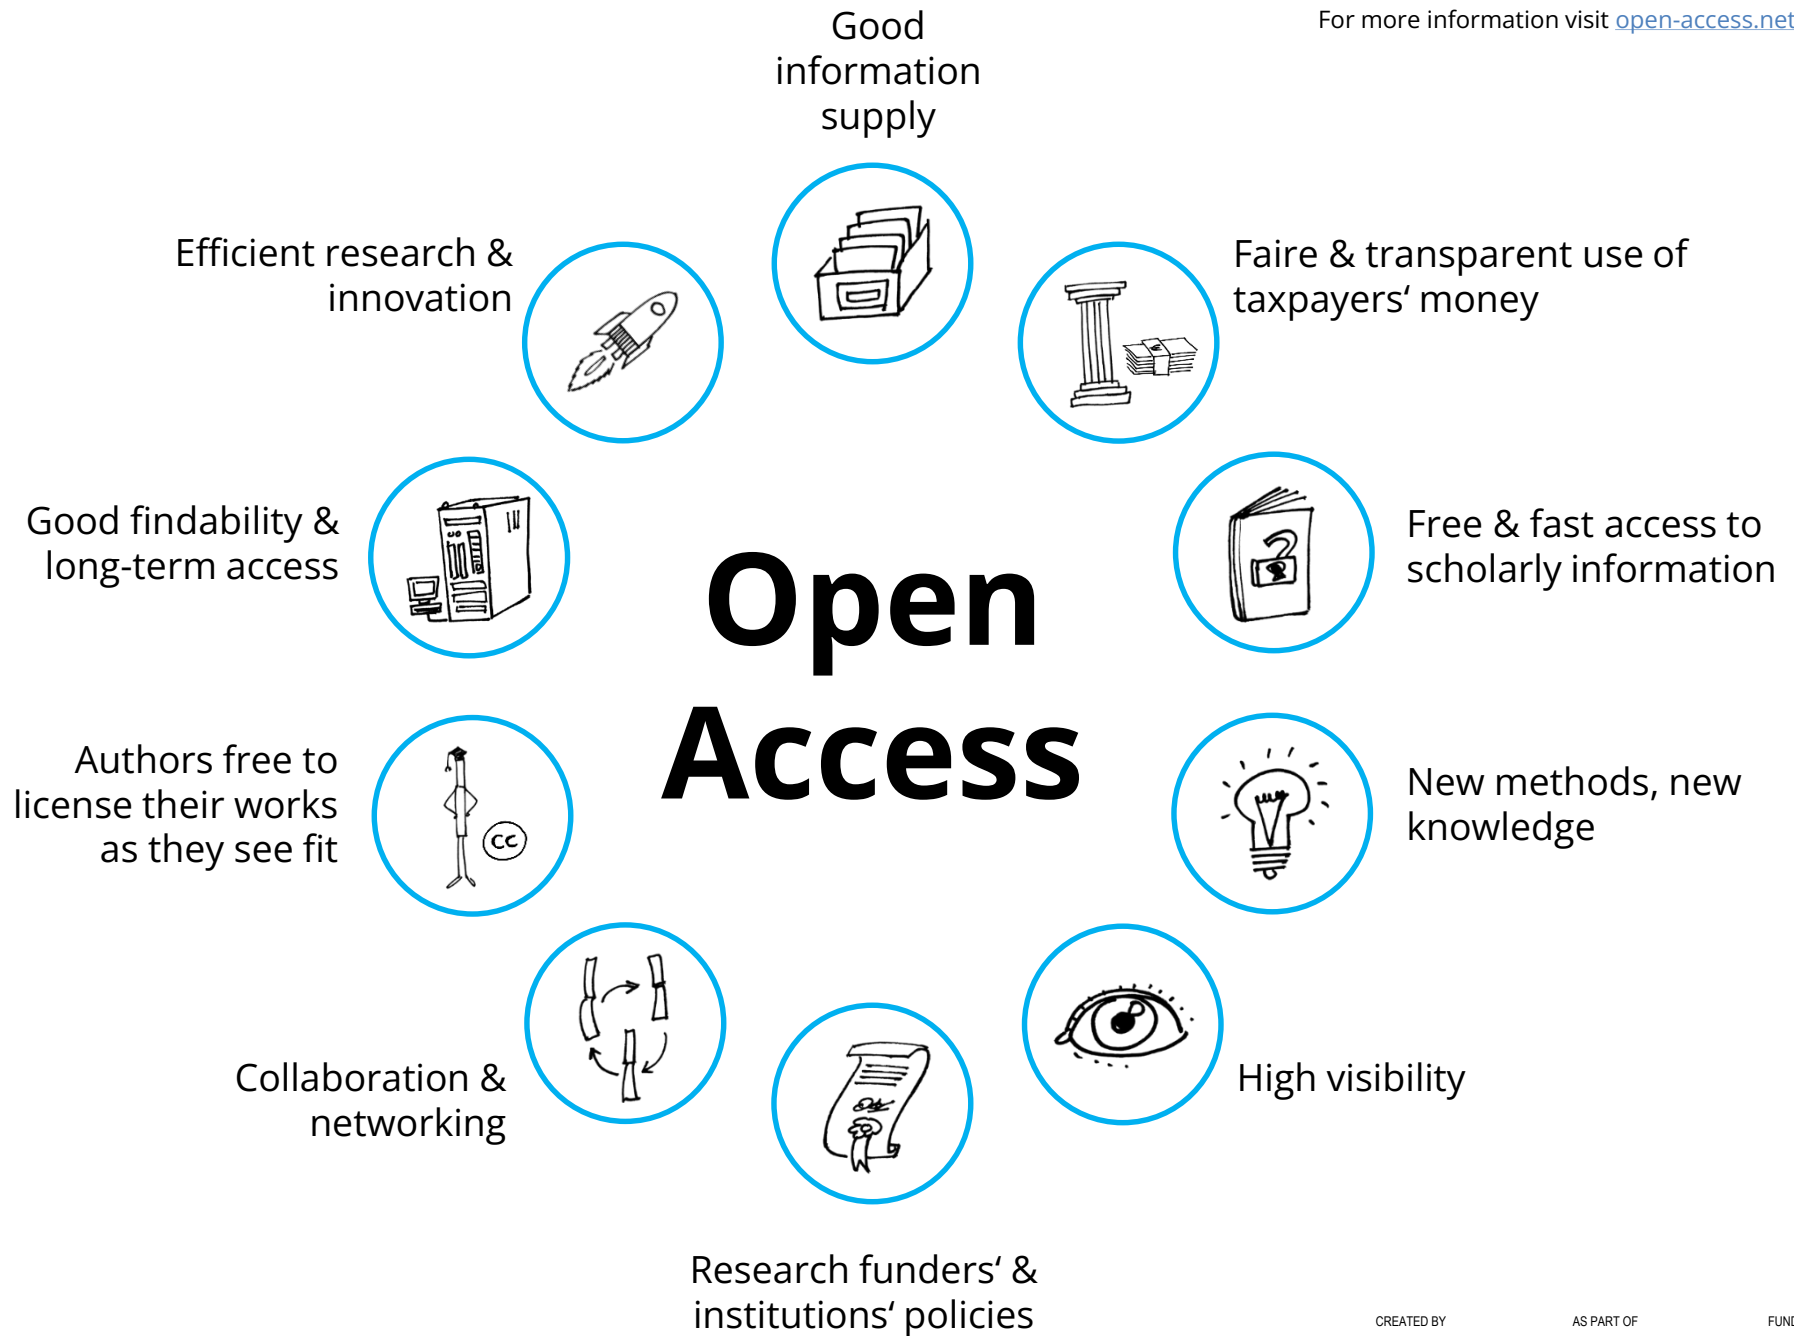 For more information visit open-access.net
Good
information
supply
Efficient research &
innovation
Faire & transparent use of
taxpayers‘ money
Good findability &
long-term access
Free & fast access to
scholarly information
Open
Access
Authors free to
license their works
as they see fit
CC
New methods, new
knowledge
Collaboration &
networking
High visibility
Research funders‘ &
institutions‘ policies
CREATED BY
AS PART OF
FUND